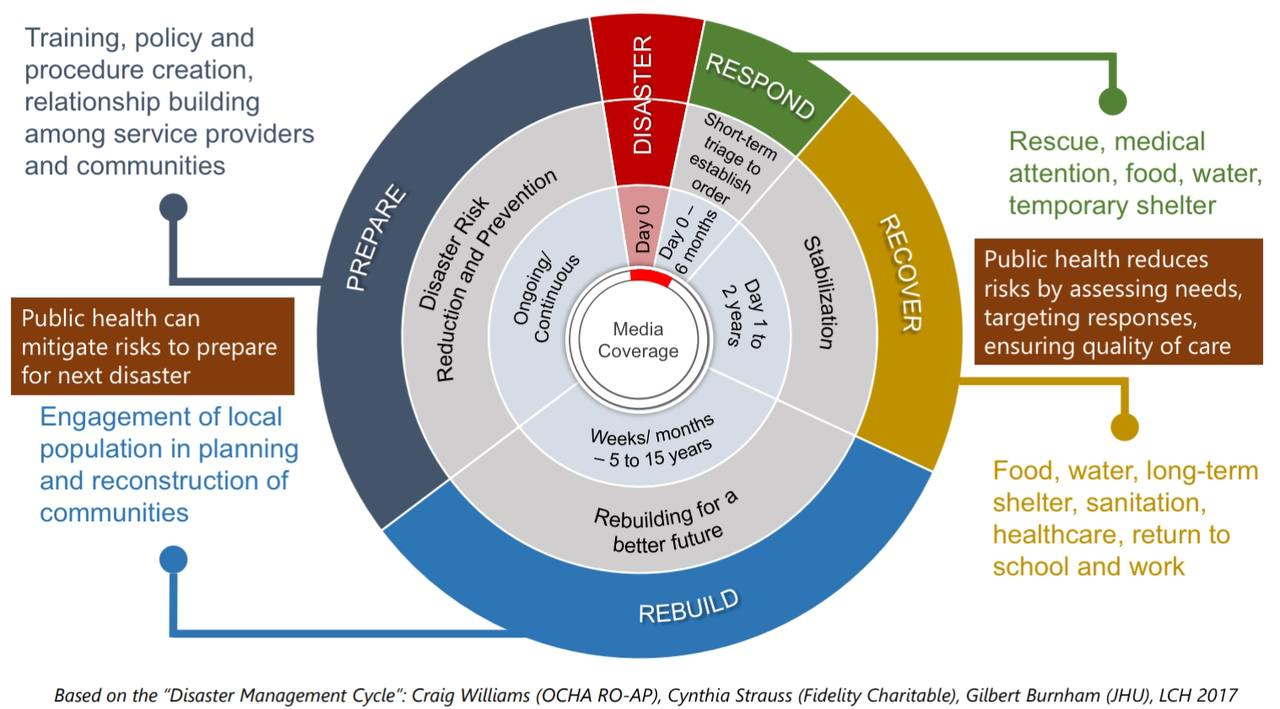 Training, policy and
procedure creation,
relationship building
among service providers
and communities
Public health can
mitigate risks to prepare
for next disaster
Engagement of local
population in planning
and reconstruction of
communities
DISASTER
Day 0
RESPOND
Short-term
triage to
establish
order
Day 0 –
6 months
RECOVER
Stabilization
Day 1 to
2 years
REBUILD
Rebuilding for a
better future
Weeks/ months
– 5 to 15 years
PREPARE
Disaster Risk
Reduction and Prevention
Ongoing/
Continuous
Media
Coverage
Rescue, medical
attention, food, water,
temporary shelter
Public health reduces
risks by assessing needs,
targeting responses,
ensuring quality of care
Food, water, long-term
shelter, sanitation,
healthcare, return to
school and work
Based on the “Disaster Management Cycle”: Craig Williams (OCHA RO-AP), Cynthia Strauss (Fidelity Charitable), Gilbert Burnham (JHU), LCH 2017